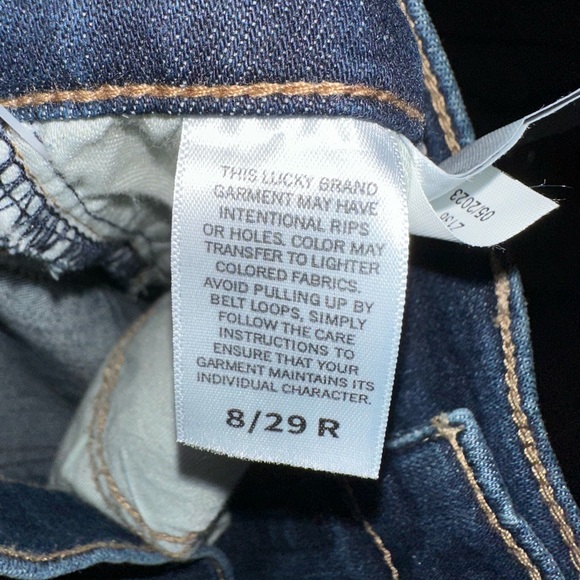 THIS LUCKY BRAND
GARMENT MAY HAVE
INTENTIONAL RIPS
OR HOLES. COLOR MAY
TRANSFER TO LIGHTER
COLORED FABRICS.
AVOID PULLING UP BY
BELT LOOPS, SIMPLY
FOLLOW THE CARE
INSTRUCTIONS TO
ENSURE THAT YOUR
GARMENT MAINTAINS ITS
INDIVIDUAL CHARACTER.
8/29 R
05/2023